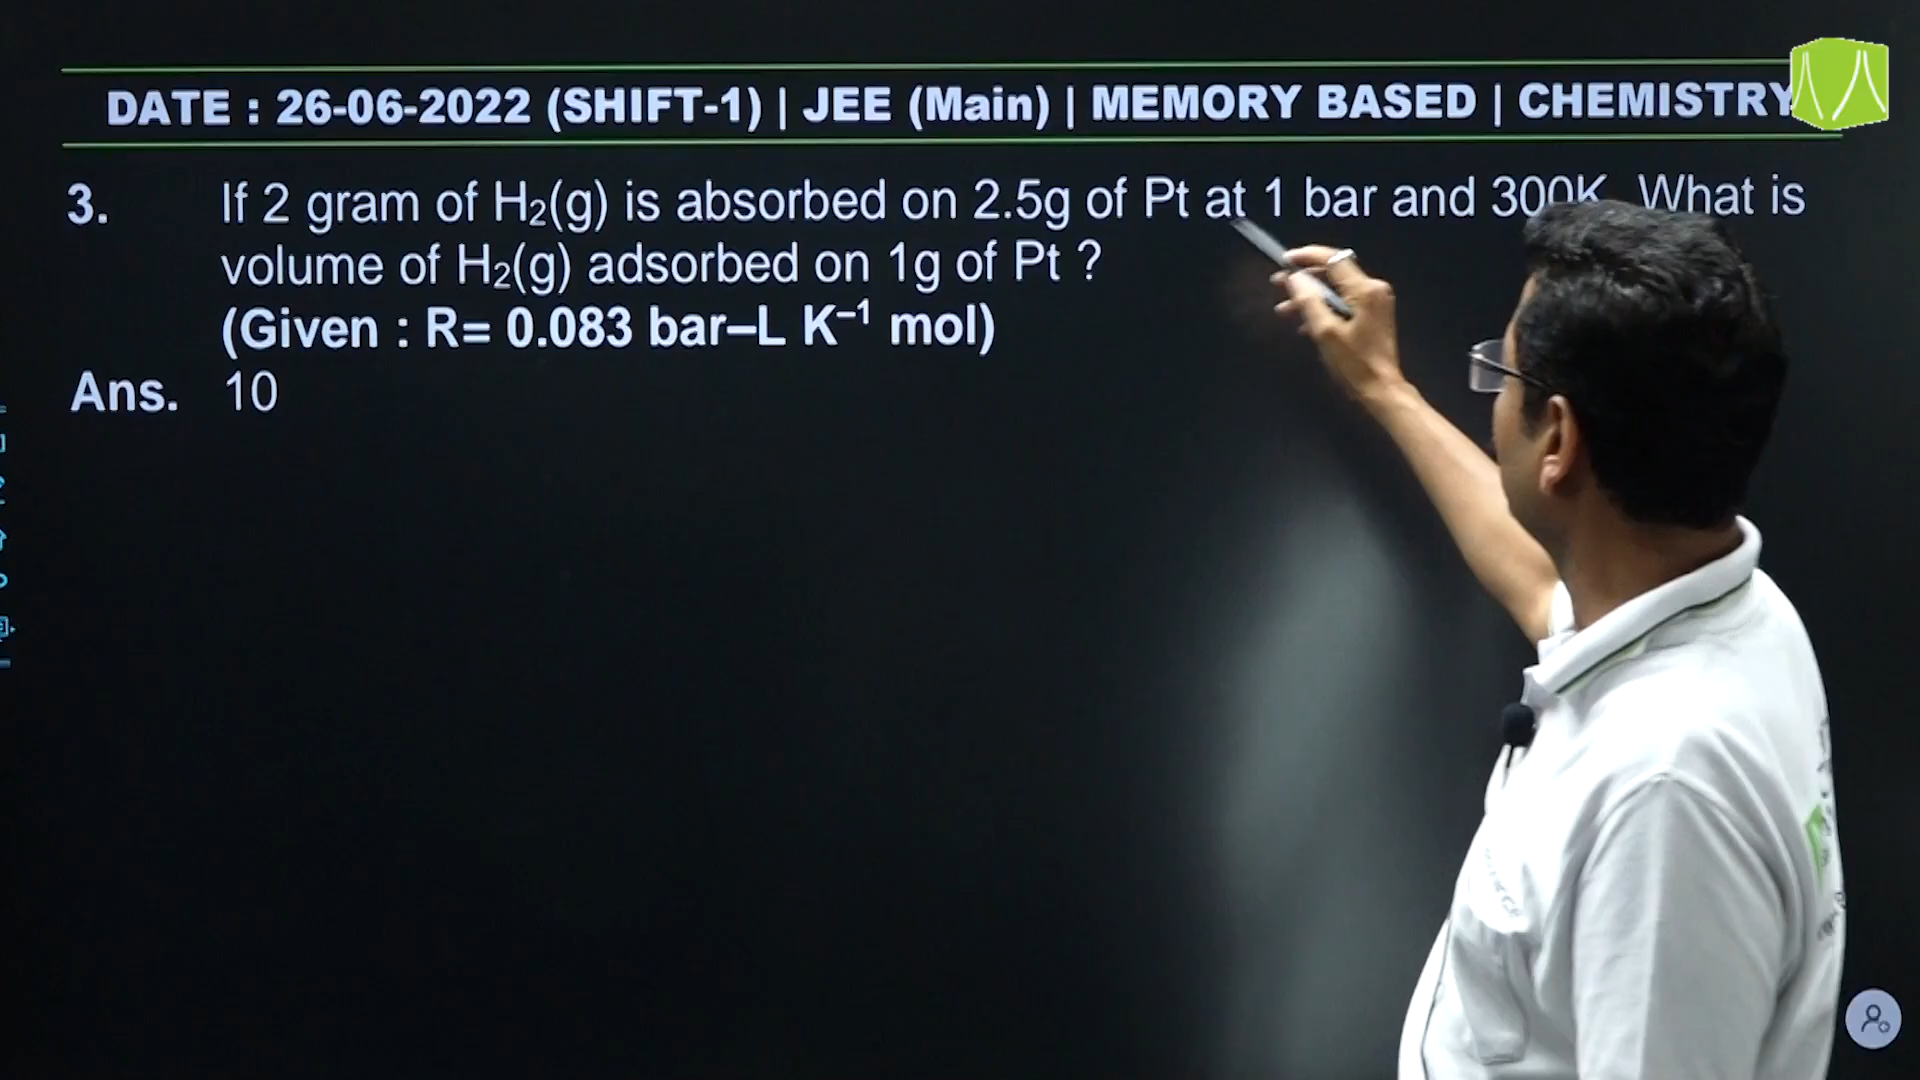 DATE : 26-06-2022 (SHIFT-1) | JEE (Main) | MEMORY BASED | CHEMISTRY
3. If 2 gram of H₂(g) is absorbed on 2.5g of Pt at 1 bar and 300K. What is
volume of H₂(g) adsorbed on 1g of Pt ?
(Given : R= 0.083 bar–L K⁻¹ mol)
Ans. 10